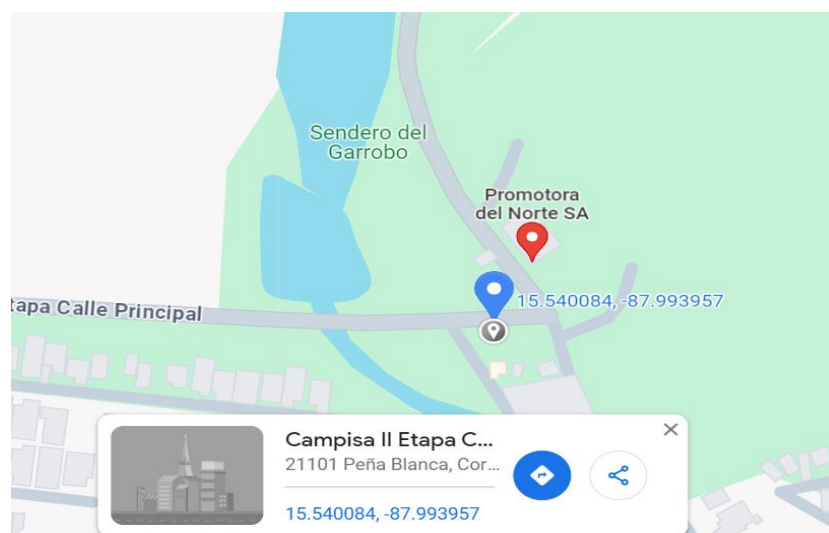 Sendero del
Garrobo
Promotora
del Norte SA
15.540084, -87.993957
tapa Calle Principal
Campisa II Etapa C...
21101 Peña Blanca, Cor...
15.540084, -87.993957